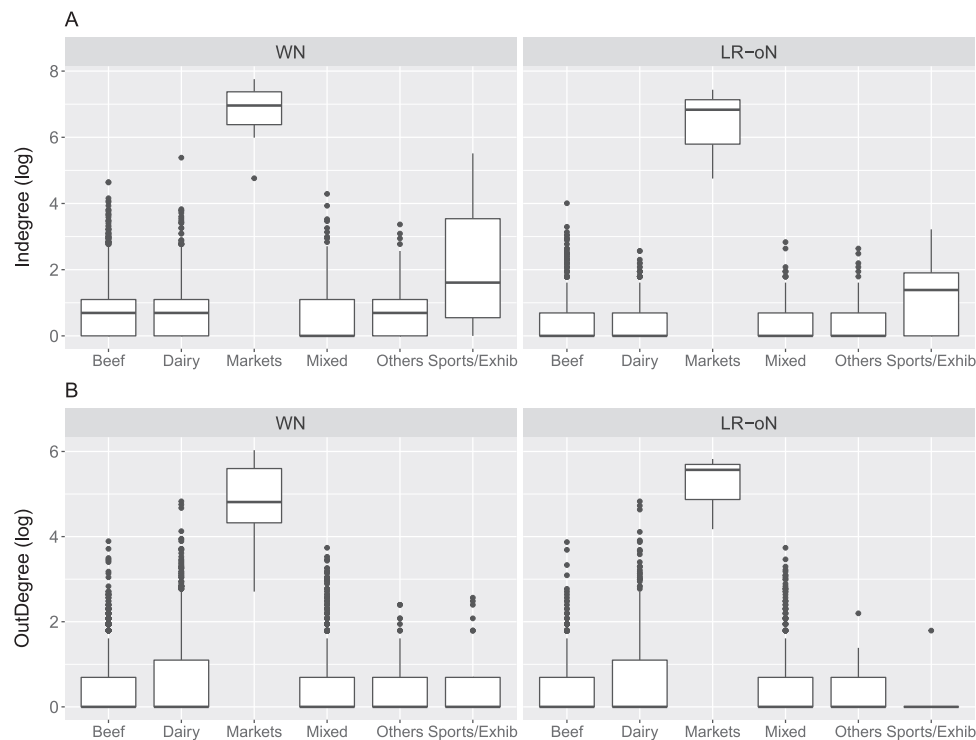 A
WN LR−oN
8
6
4
2
0
Indegree (log)
Beef Dairy Markets Mixed Others Sports/Exhib Beef Dairy Markets Mixed Others Sports/Exhib
B
WN LR−oN
6
4
2
0
OutDegree (log)
Beef Dairy Markets Mixed Others Sports/Exhib Beef Dairy Markets Mixed Others Sports/Exhib